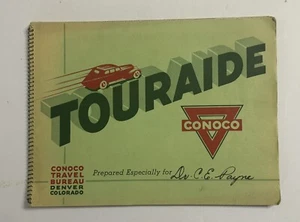 TOURAIDE
CONOCO
CONOCO
TRAVEL
BUREAU
DENVER
COLORADO
Prepared Especially for Dr. C. E. Payne